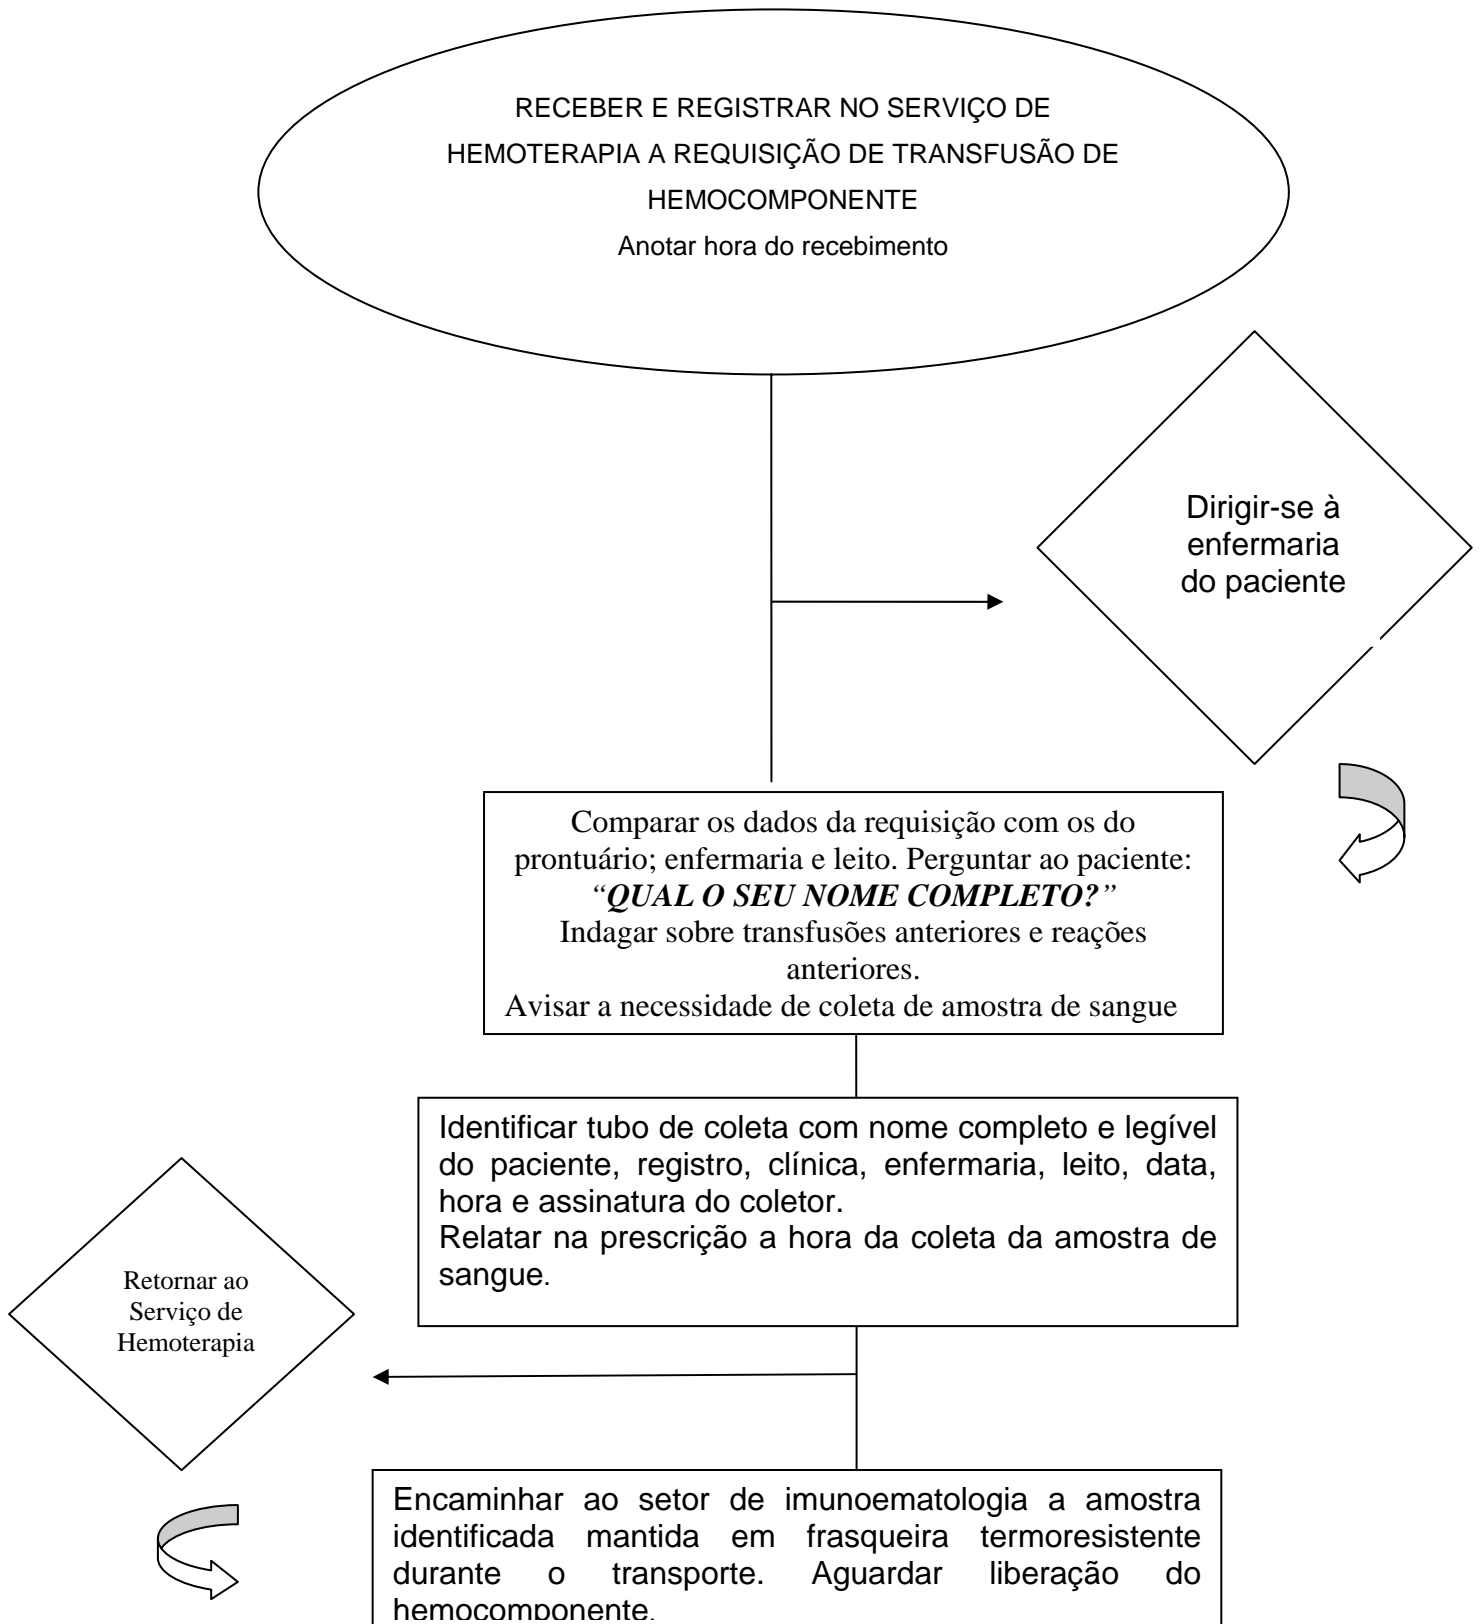 RECEBER E REGISTRAR NO SERVIÇO DE
HEMOTERAPIA A REQUISIÇÃO DE TRANSFUSÃO DE
HEMOCOMPONENTE
Anotar hora do recebimento
Dirigir-se à
enfermaria
do paciente
Comparar os dados da requisição com os do
prontuário; enfermaria e leito. Perguntar ao paciente:
“QUAL O SEU NOME COMPLETO?”
Indagar sobre transfusões anteriores e reações
anteriores.
Avisar a necessidade de coleta de amostra de sangue
Identificar tubo de coleta com nome completo e legível
do paciente, registro, clínica, enfermaria, leito, data,
hora e assinatura do coletor.
Relatar na prescrição a hora da coleta da amostra de
sangue.
Retornar ao
Serviço de
Hemoterapia
Encaminhar ao setor de imunoematologia a amostra
identificada mantida em frasqueira termoresistente
durante o transporte. Aguardar liberação do
hemocomponente.